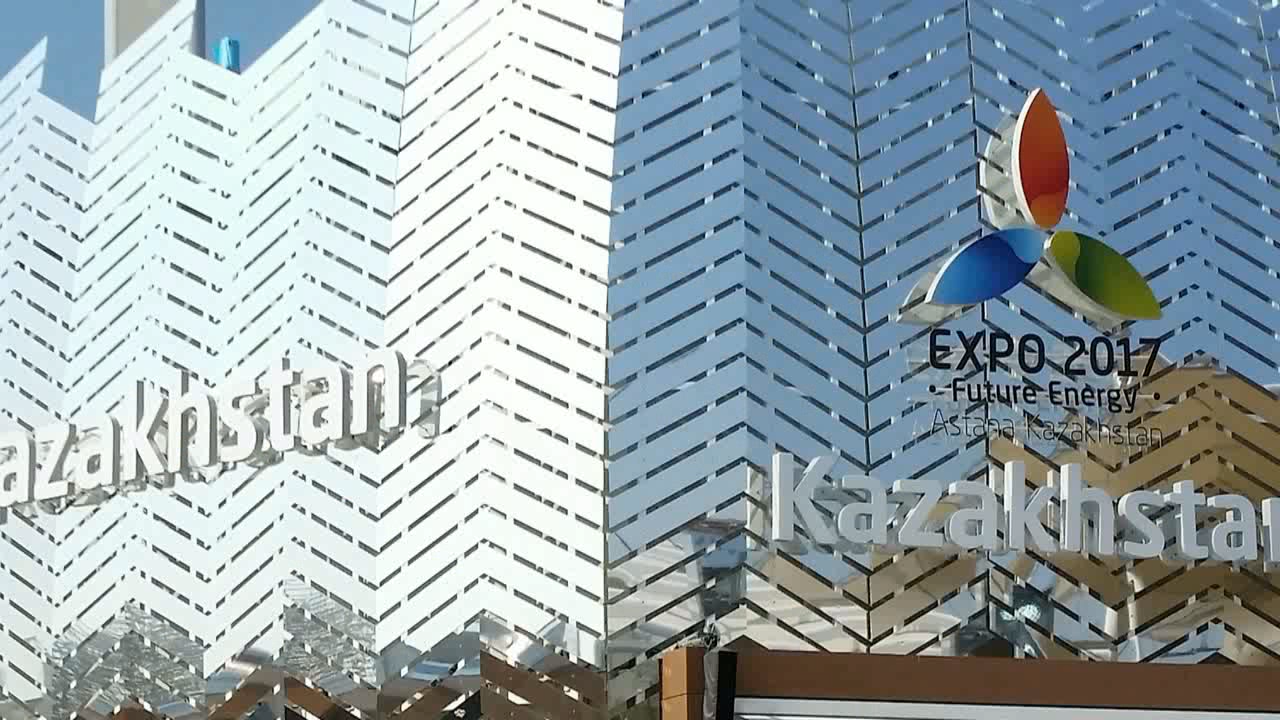 Kazakhstan
EXPO 2017
• Future Energy •
Astana Kazakhstan
Kazakhstan